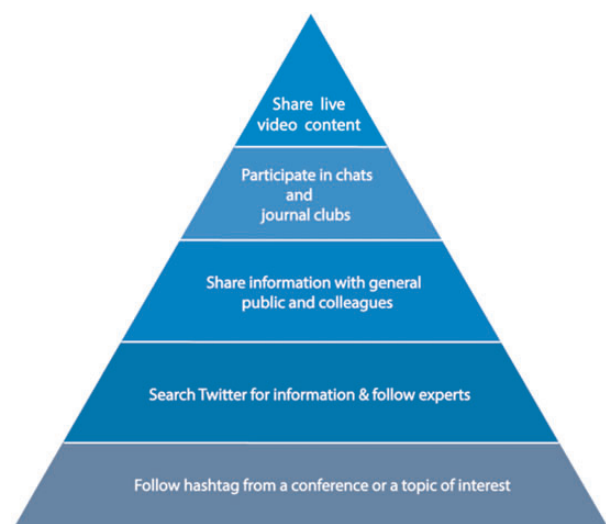 Share live
video content
Participate in chats
and
journal clubs
Share information with general
public and colleagues
Search Twitter for information & follow experts
Follow hashtag from a conference or a topic of interest